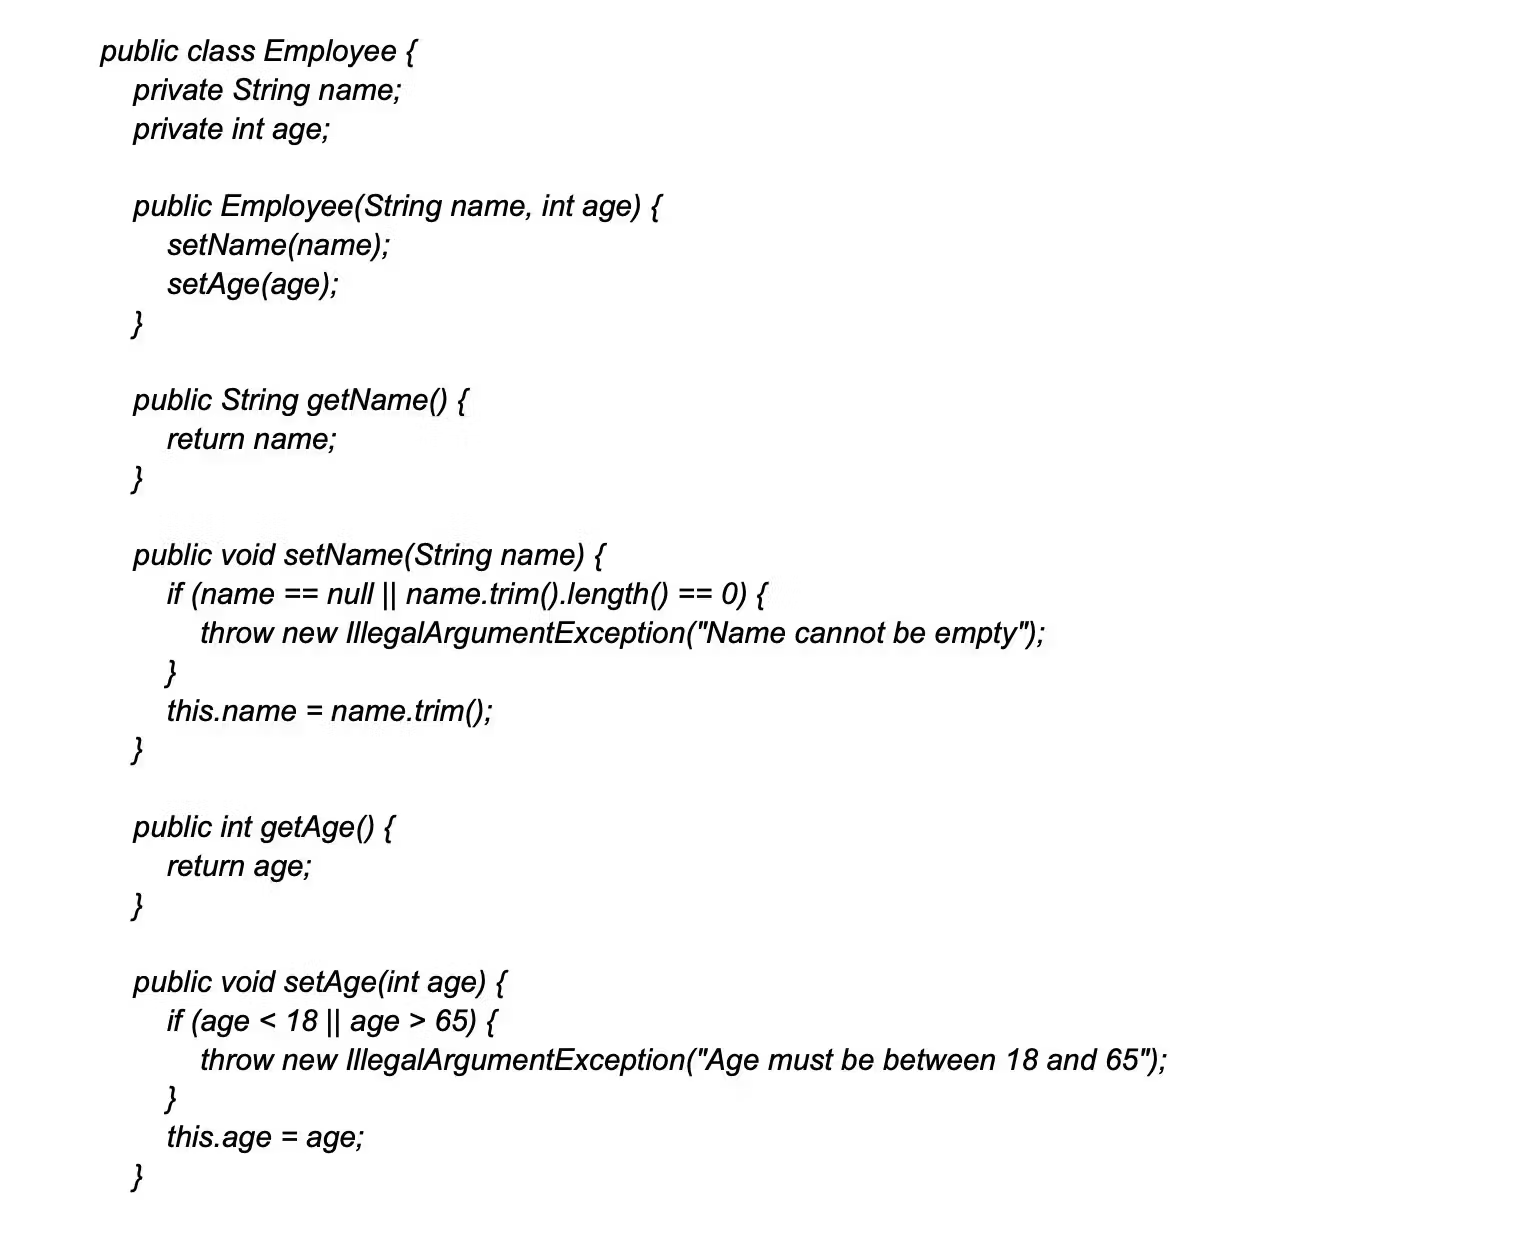 public class Employee {
private String name;
private int age;
public Employee(String name, int age) {
setName(name);
setAge(age);
}
public String getName() {
return name;
}
public void setName(String name) {
if (name == null || name.trim().length() == 0) {
throw new IllegalArgumentException("Name cannot be empty");
}
this.name = name.trim();
}
public int getAge() {
return age;
}
public void setAge(int age) {
if (age < 18 || age > 65) {
throw new IllegalArgumentException("Age must be between 18 and 65");
}
this.age = age;
}